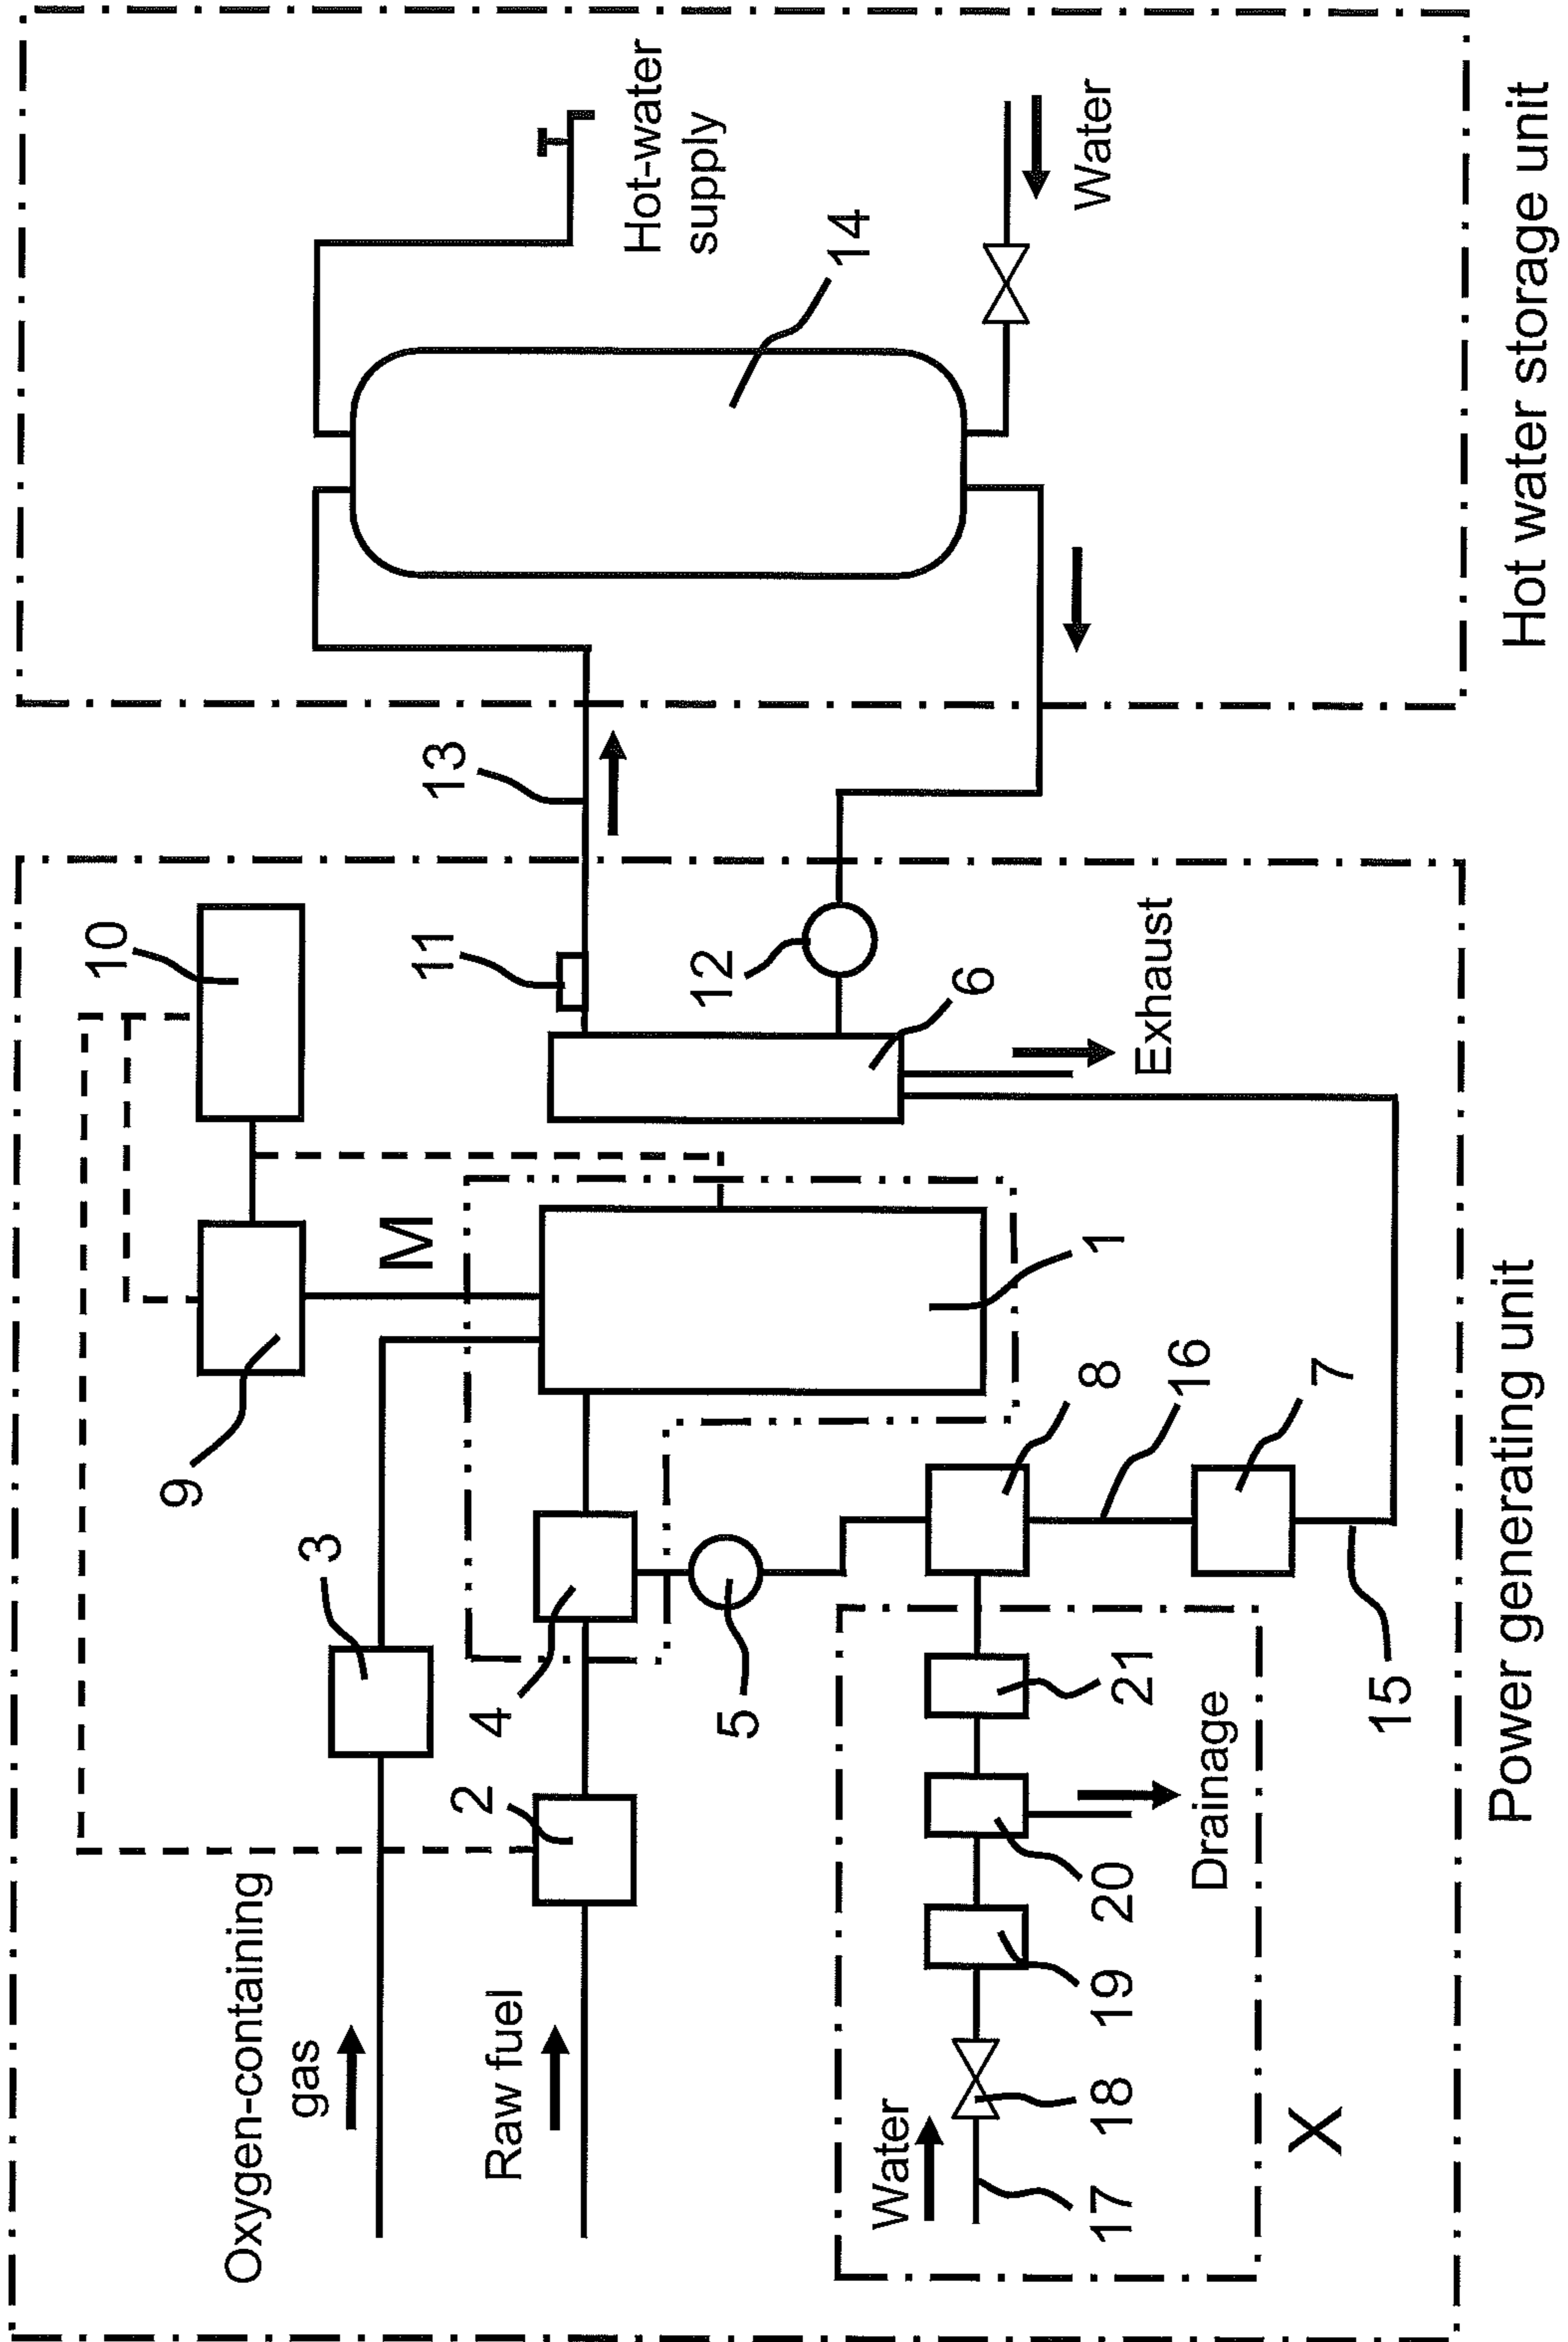 10
9
M
3
Oxygen-containing
gas
13
11
Hot-water
supply
2
4
Raw fuel
5
12
6
14
1
8
Water
16
7
Exhaust
Water
21
20
19
18
17
15
Drainage
X
Power generating unit
Hot water storage unit